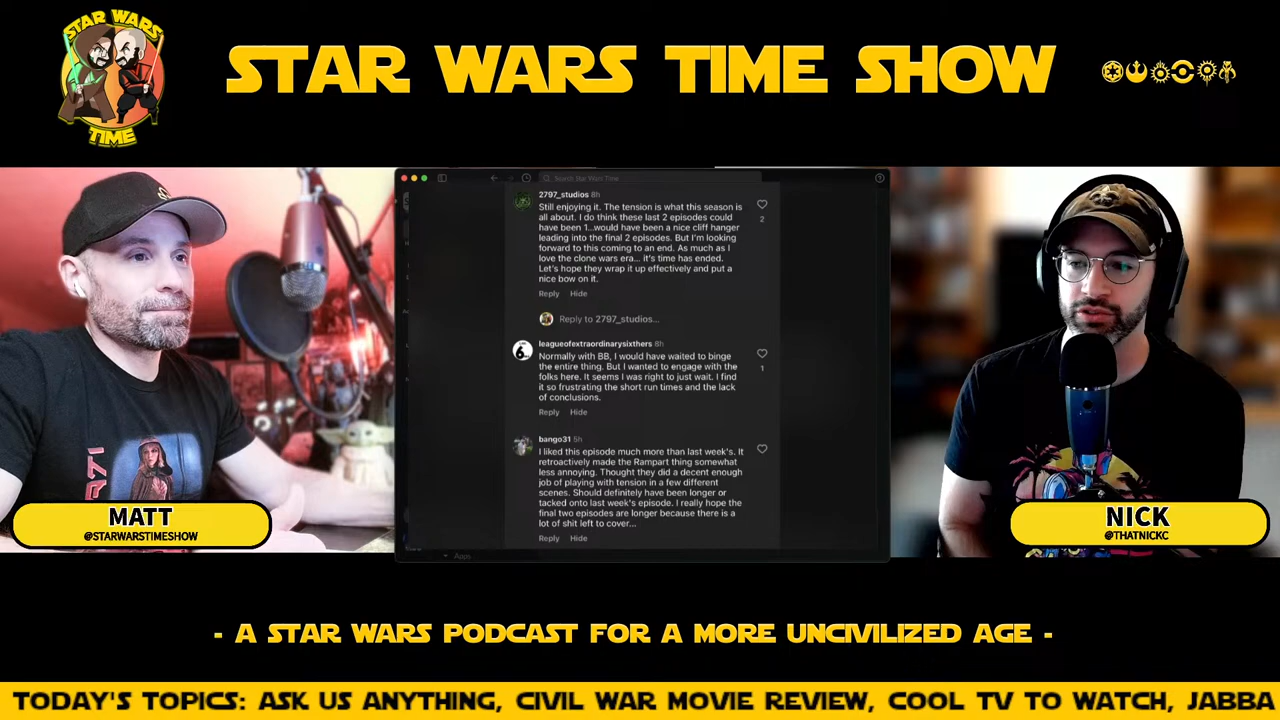 STAR WARS
TIME
STAR WARS TIME SHOW
Search Star Wars Time
2797_studios 8h
Still enjoying it. The tension is what this season is
all about. I do think these last 2 episodes could
have been 1...would have been a nice cliff hanger
leading into the final 2 episodes. But I'm looking
forward to this coming to an end. As much as I
love the clone wars era... it's time has ended.
Let's hope they wrap it up effectively and put a
nice bow on it.
2
Reply Hide
Reply to 2797_studios...
leagueofextraordinarysixthers 8h
Normally with BB, I would have waited to binge
the entire thing. But I wanted to engage with the
folks here. It seems I was right to just wait. I find
it so frustrating the short run times and the lack
of conclusions.
1
Reply Hide
bango31 5h
I liked this episode much more than last week's. It
retroactively made the Rampart thing somewhat
less annoying. Thought they did a decent enough
job of playing with tension in a few different
scenes. Should definitely have been longer or
tacked onto last week's episode. I really hope the
final two episodes are longer because there is a
lot of shit left to cover...
Reply Hide
Apps
MATT
@STARWARSTIMESHOW
NICK
@THATNICKC
- A STAR WARS PODCAST FOR A MORE UNCIVILIZED AGE -
TODAY'S TOPICS: ASK US ANYTHING, CIVIL WAR MOVIE REVIEW, COOL TV TO WATCH, JABBA